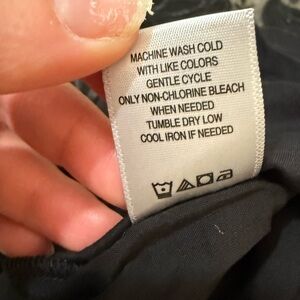 MACHINE WASH COLD
WITH LIKE COLORS
GENTLE CYCLE
ONLY NON-CHLORINE BLEACH
WHEN NEEDED
TUMBLE DRY LOW
COOL IRON IF NEEDED